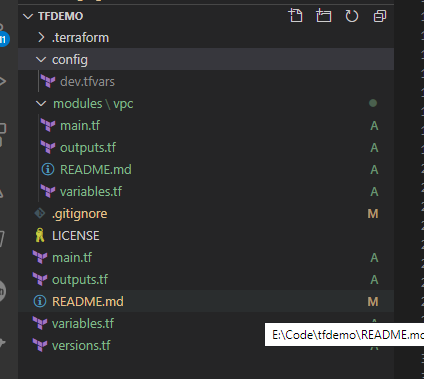 TFDEMO
.terraform
config
dev.tfvars
modules \ vpc
main.tf A
outputs.tf A
README.md A
variables.tf A
.gitignore M
LICENSE
main.tf A
outputs.tf A
README.md M
variables.tf A
versions.tf A
E:\Code\tfdemo\README.md